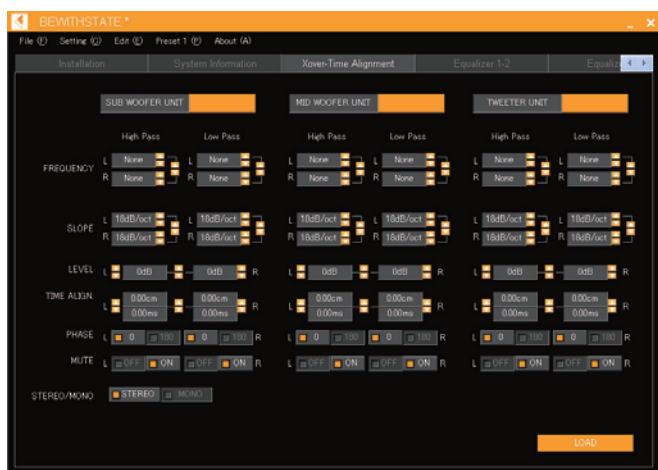 BEWITHSTATE *
File (F) Setting (G) Edit (E) Preset 1 (P) About (A)
Installation System Information Xover-Time Alignment Equalizer 1-2 Equaliz
SUB WOOFER UNIT MID WOOFER UNIT TWEETER UNIT
High Pass Low Pass High Pass Low Pass High Pass Low Pass
FREQUENCY L None L None L None L None L None L None
R None R None R None R None R None R None
SLOPE L 18dB/oct L 18dB/oct L 18dB/oct L 18dB/oct L 18dB/oct L 18dB/oct
R 18dB/oct R 18dB/oct R 18dB/oct R 18dB/oct R 18dB/oct R 18dB/oct
LEVEL L 0dB 0dB R L 0dB 0dB R L 0dB 0dB R
TIME ALIGN. L 0.00cm 0.00cm R L 0.00cm 0.00cm R L 0.00cm 0.00cm R
0.00ms 0.00ms 0.00ms 0.00ms 0.00ms 0.00ms
PHASE L 0 180 0 180 R L 0 180 0 180 R L 0 180 0 180 R
MUTE L OFF ON OFF ON R L OFF ON OFF ON R L OFF ON OFF ON R
STEREO/MONO STEREO MONO
LOAD